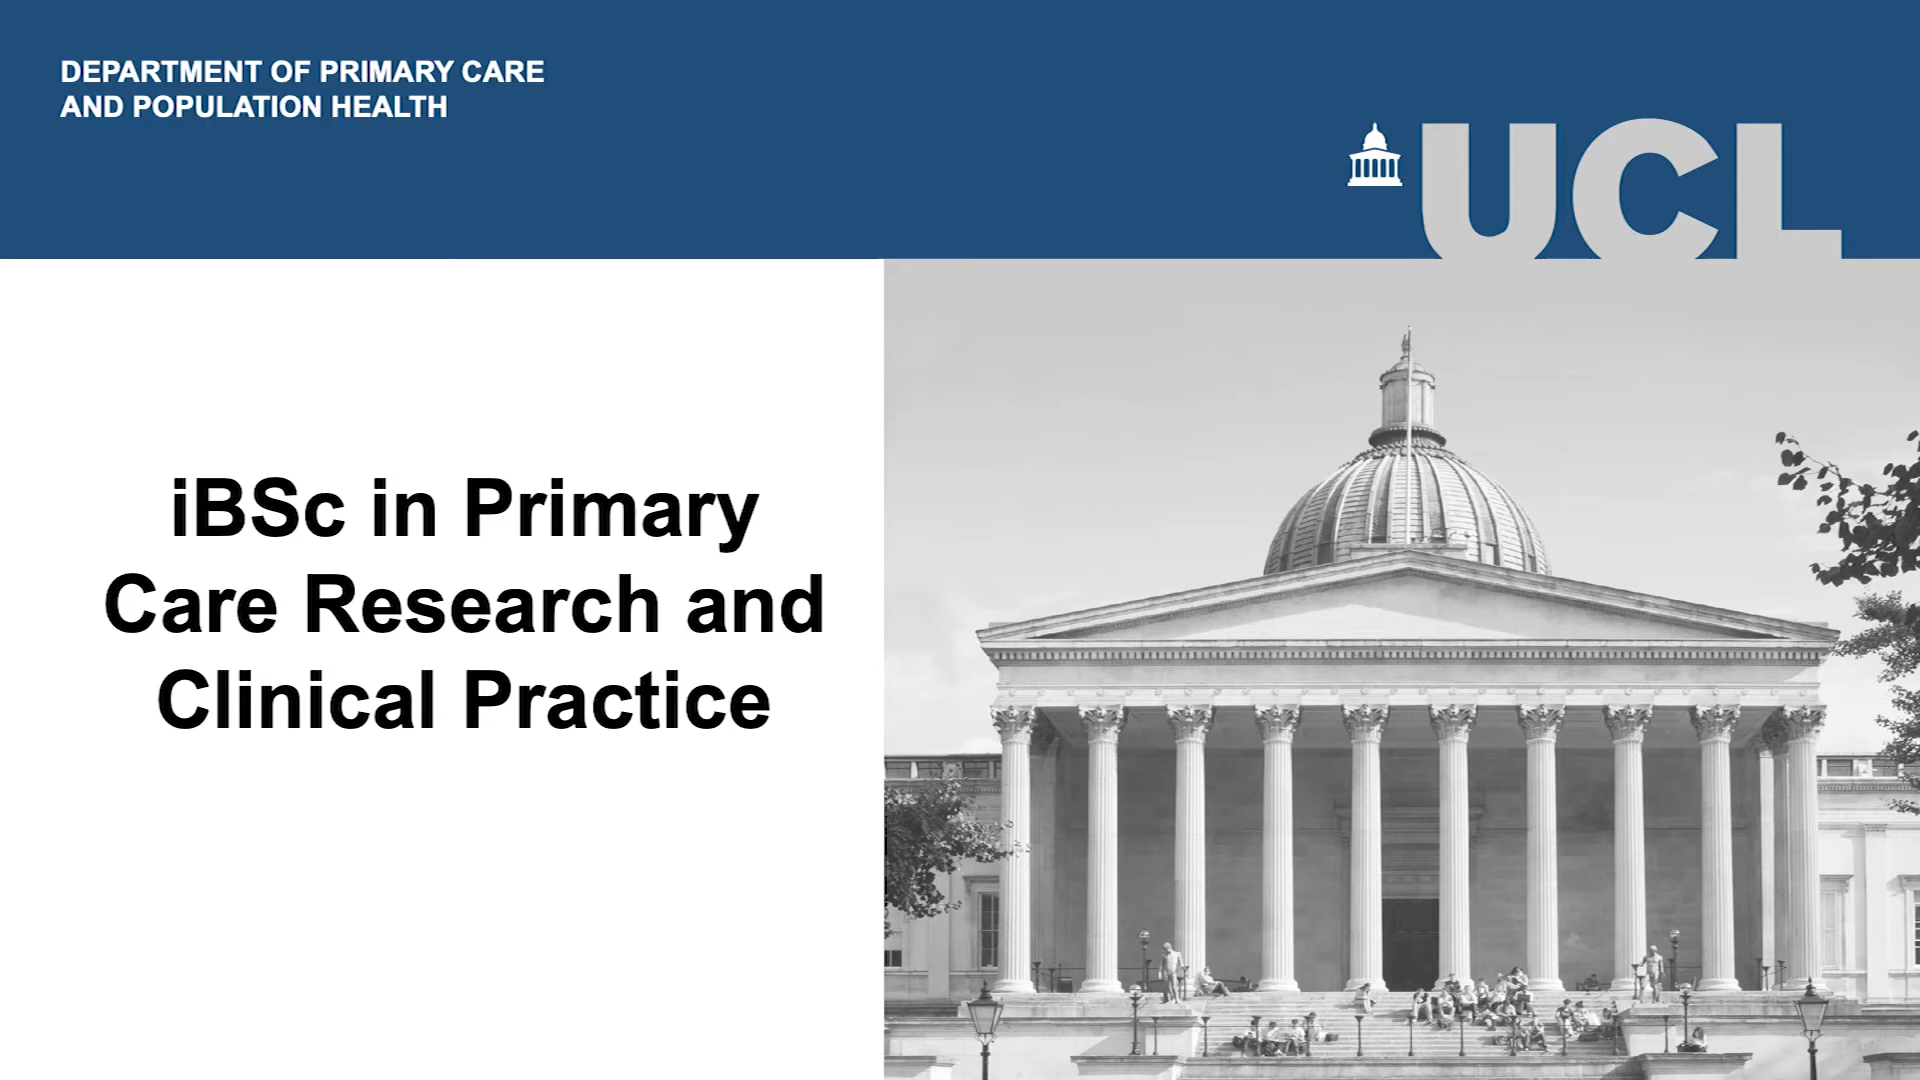 DEPARTMENT OF PRIMARY CARE
AND POPULATION HEALTH
UCL
iBSc in Primary
Care Research and
Clinical Practice